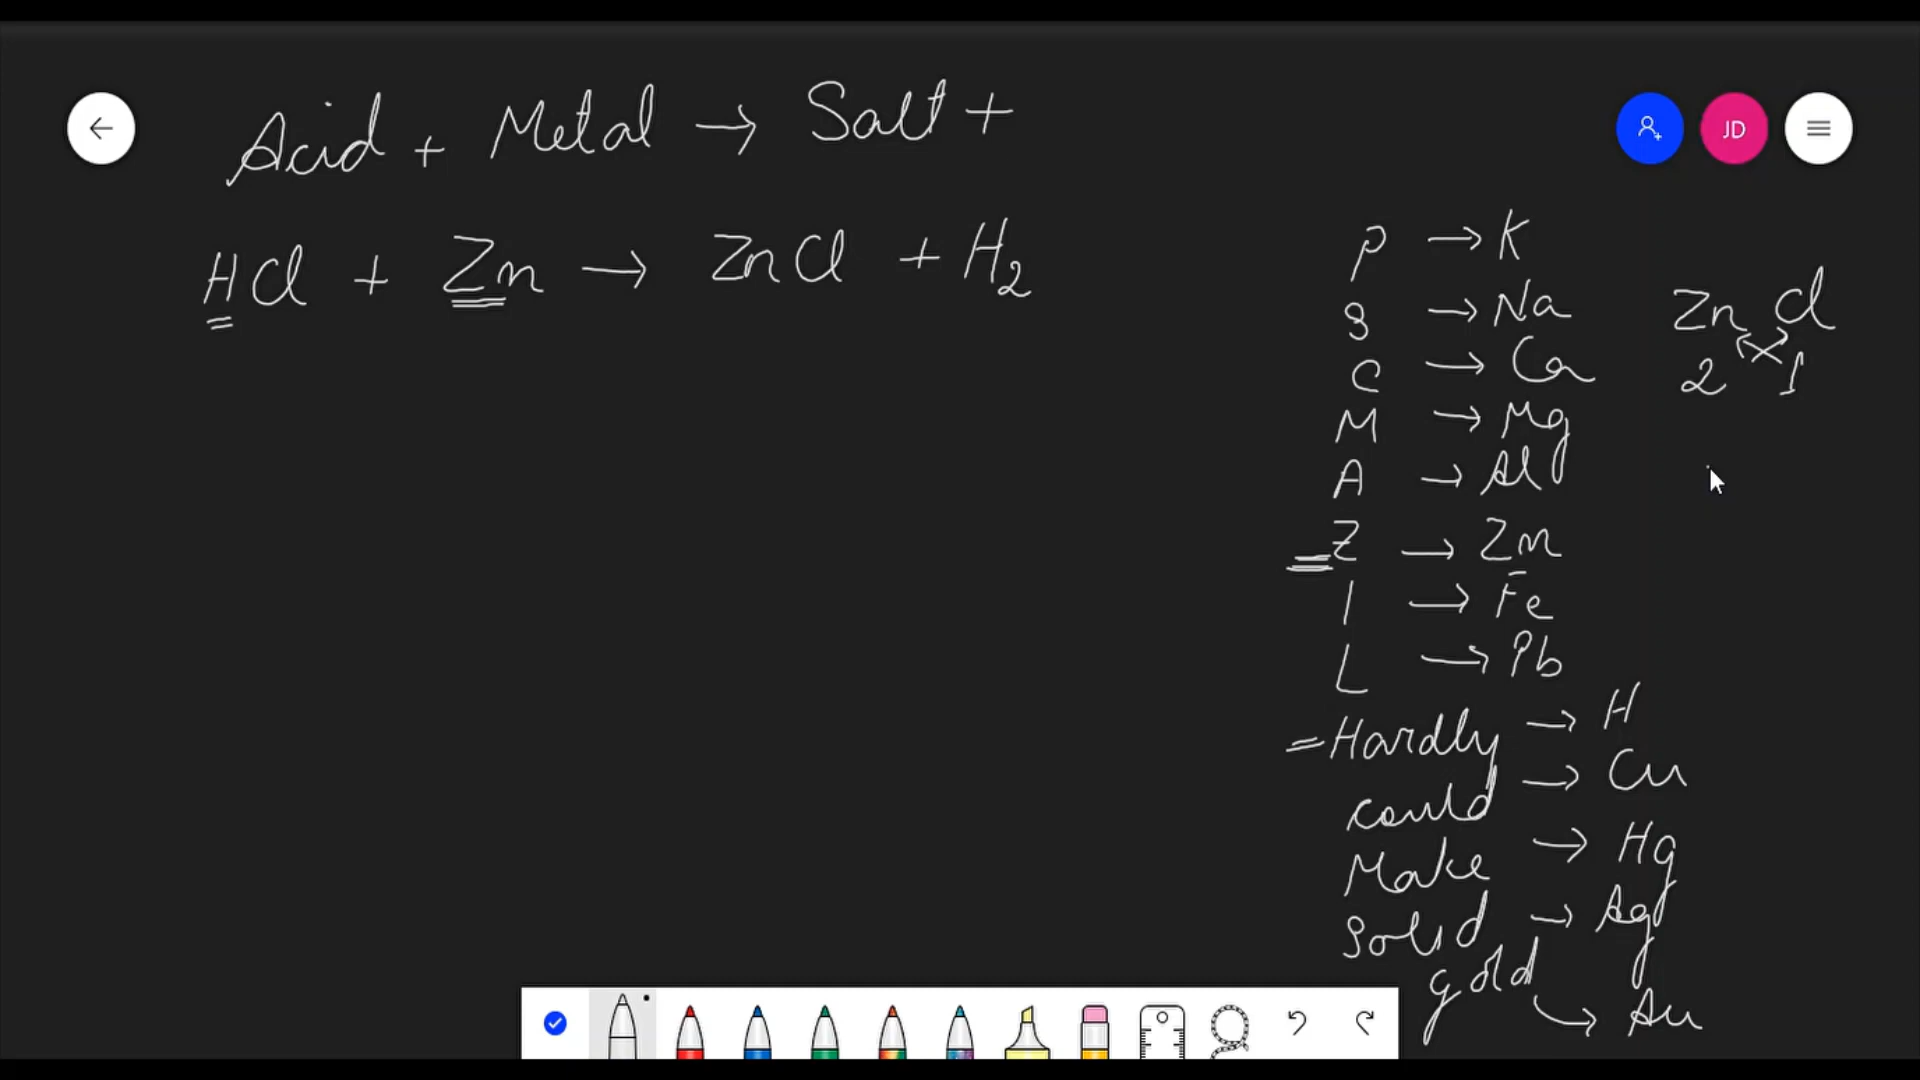 Acid + Metal → Salt +
HCl + Zn → ZnCl + H2
JD
P → K
S → Na
C → Ca
M → Mg
A → Al
Z → Zn
I → Fe
L → Pb
Hardly → H
could → Cu
Make → Hg
Solid → Ag
gold → Au
Zn Cl
2 1